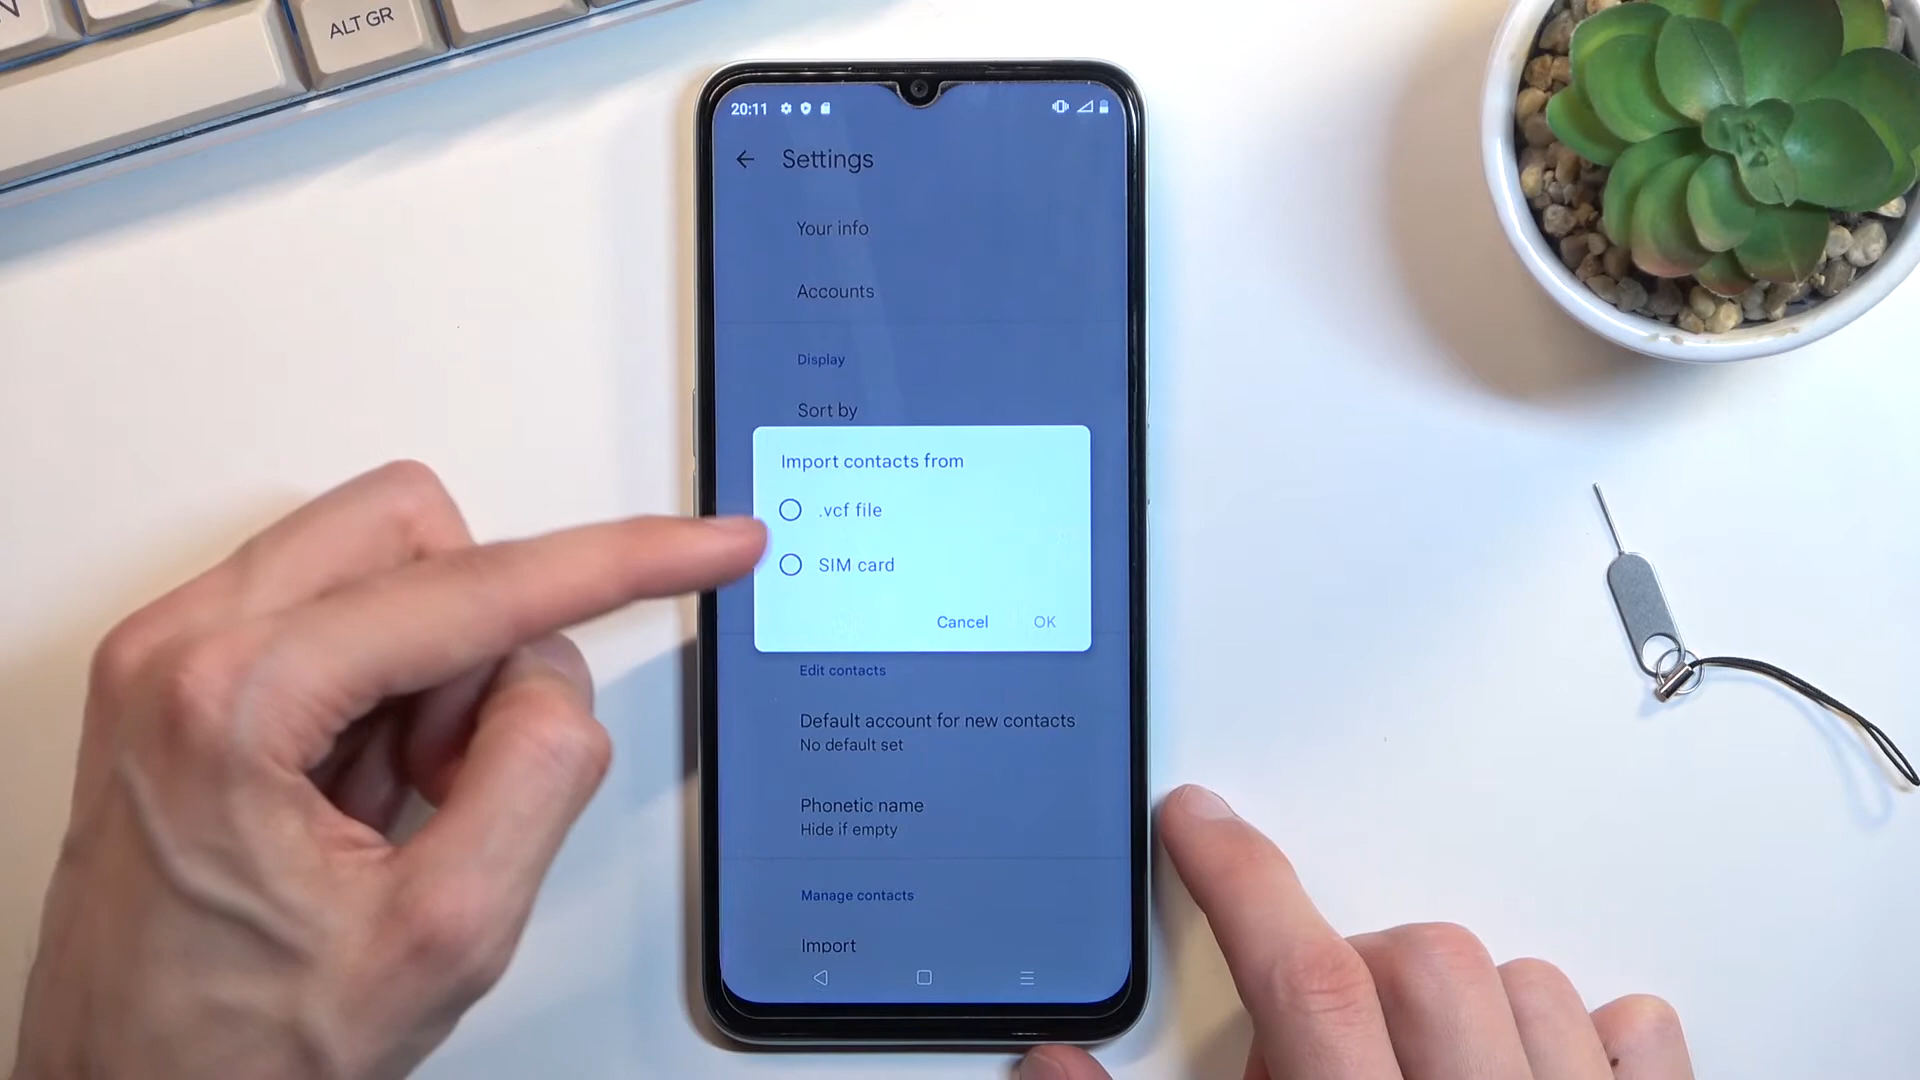 ALT GR
20:11
Settings
Your info
Accounts
Display
Sort by
Import contacts from
.vcf file
SIM card
Cancel OK
Edit contacts
Default account for new contacts
No default set
Phonetic name
Hide if empty
Manage contacts
Import